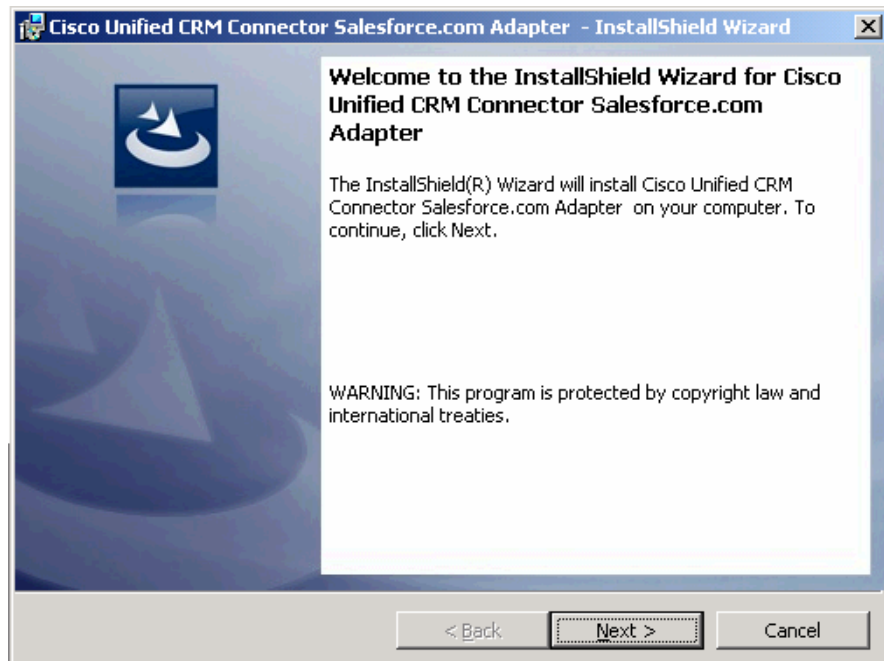 Cisco Unified CRM Connector Salesforce.com Adapter - InstallShield Wizard
Welcome to the InstallShield Wizard for Cisco
Unified CRM Connector Salesforce.com
Adapter
The InstallShield(R) Wizard will install Cisco Unified CRM
Connector Salesforce.com Adapter on your computer. To
continue, click Next.
WARNING: This program is protected by copyright law and
international treaties.
< Back
Next >
Cancel